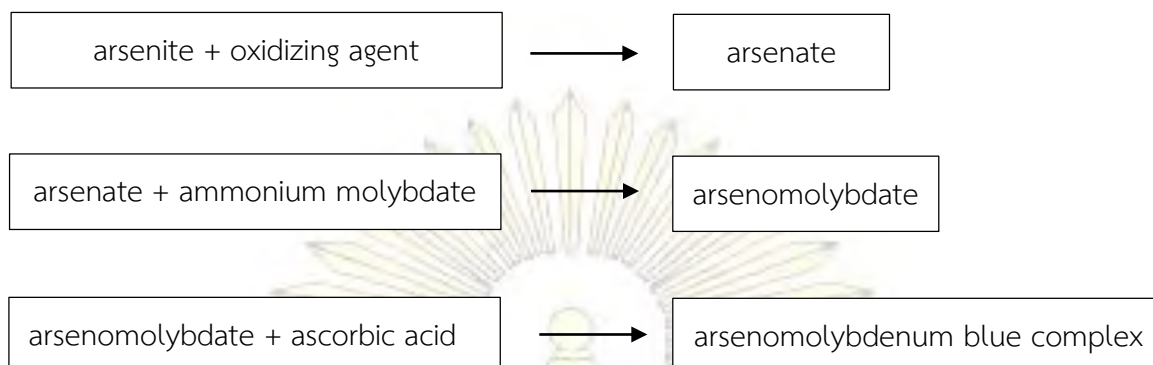 arsenite + oxidizing agent
arsenate
arsenate + ammonium molybdate
arsenomolybdate
arsenomolybdate + ascorbic acid
arsenomolybdenum blue complex